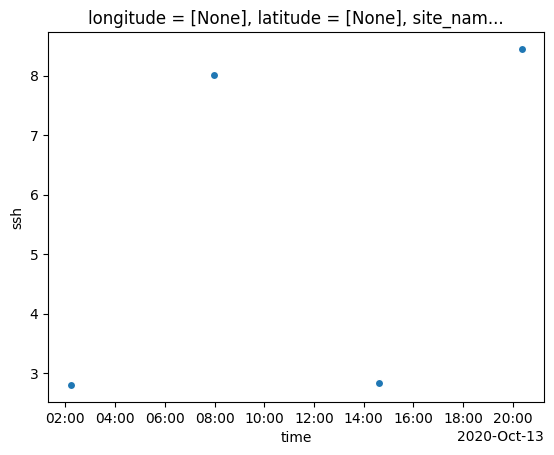 longitude = [None], latitude = [None], site_nam...
8
7
6
5
4
3
ssh
02:00 04:00 06:00 08:00 10:00 12:00 14:00 16:00 18:00 20:00
time
2020-Oct-13